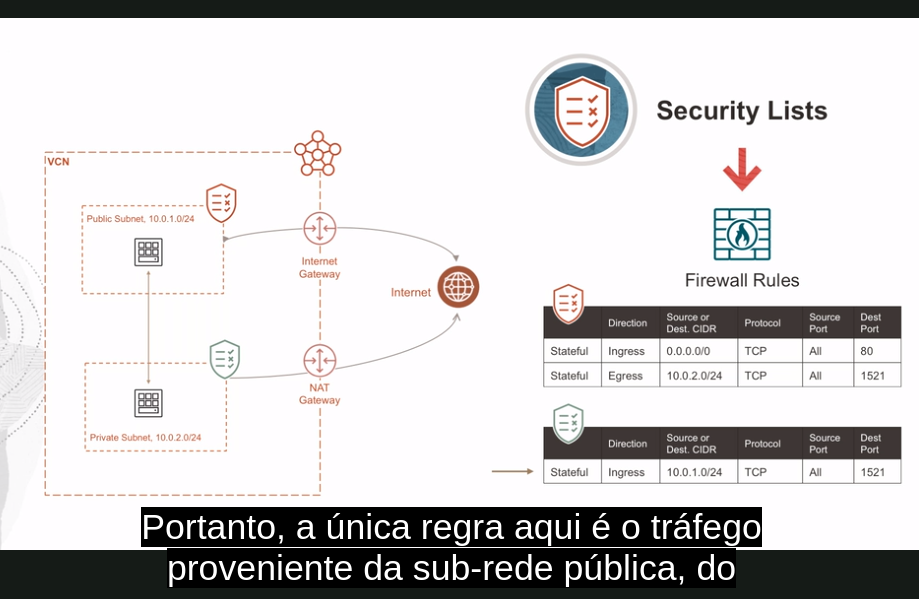 Security Lists
VCN
Public Subnet, 10.0.1.0/24
Internet
Gateway
Internet
NAT
Gateway
Private Subnet, 10.0.2.0/24
Firewall Rules
Direction Source or Dest. CIDR Protocol Source Port Dest Port
Stateful Ingress 0.0.0.0/0 TCP All 80
Stateful Egress 10.0.2.0/24 TCP All 1521
Direction Source or Dest. CIDR Protocol Source Port Dest Port
Stateful Ingress 10.0.1.0/24 TCP All 1521
Portanto, a única regra aqui é o tráfego
proveniente da sub-rede pública, do